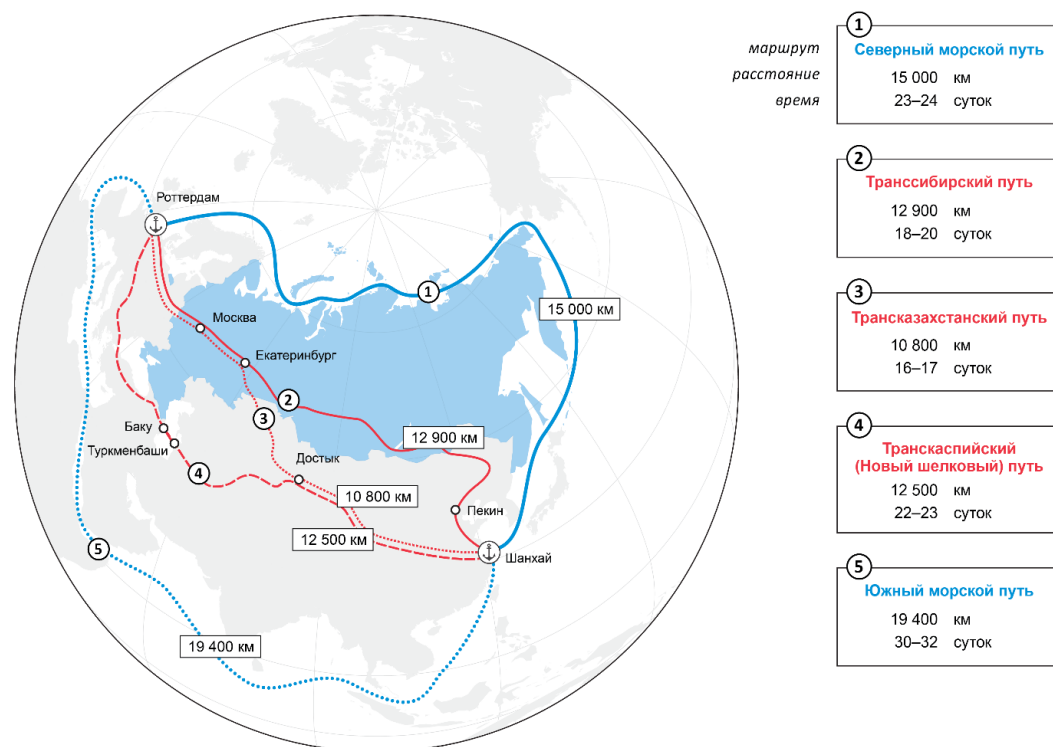 маршрут
расстояние
время
1
Северный морской путь
15 000 км
23–24 суток
2
Транссибирский путь
12 900 км
18–20 суток
3
Трансказахстанский путь
10 800 км
16–17 суток
4
Транскаспийский
(Новый шелковый) путь
12 500 км
22–23 суток
5
Южный морской путь
19 400 км
30–32 суток
Роттердам
1
15 000 км
Москва
Екатеринбург
2
3
Баку
12 900 км
Туркменбаши
Достык
4
10 800 км
Пекин
12 500 км
5
Шанхай
19 400 км